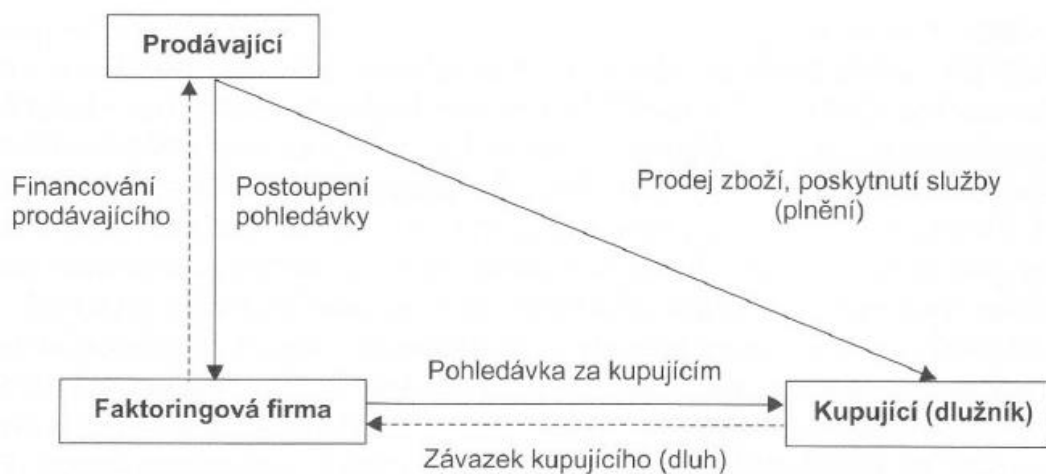 Prodávající
Financování
prodávajícího
Postoupení
pohledávky
Prodej zboží, poskytnutí služby
(plnění)
Pohledávka za kupujícím
Faktoringová firma
Kupující (dlužník)
Závazek kupujícího (dluh)